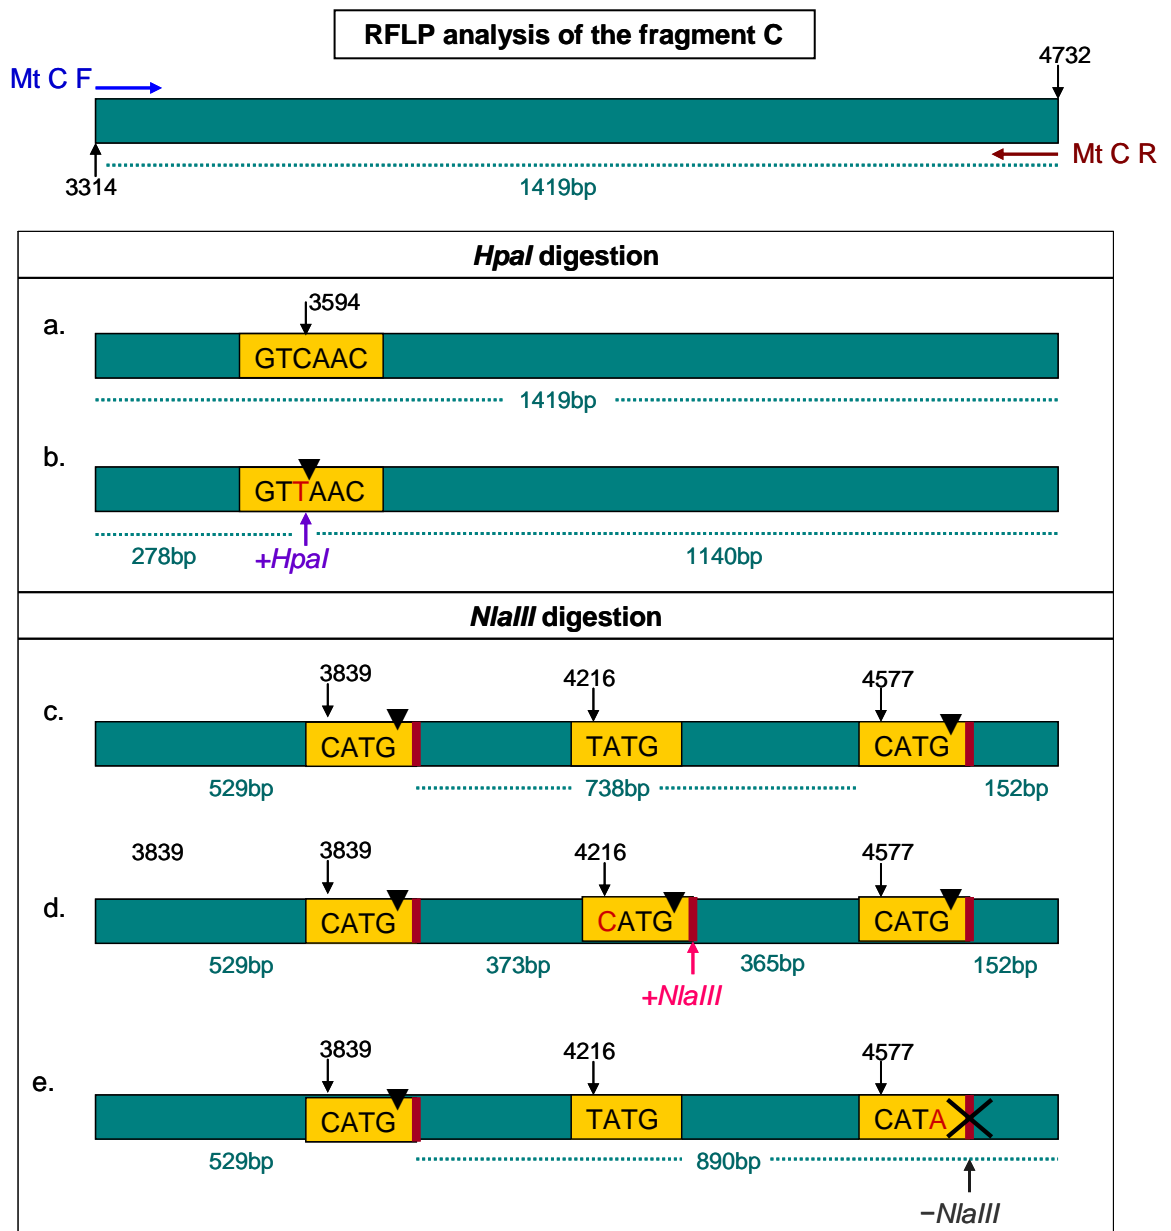 RFLP analysis of the fragment C
4732
Mt C F
Mt C R
3314
1419bp
HpaI digestion
3594
a.
GTCAAC
1419bp
b.
GTTAAC
278bp
+HpaI
1140bp
NlaIII digestion
3839
4216
4577
c.
CATG
TATG
CATG
529bp
738bp
152bp
3839
3839
4216
4577
d.
CATG
CATG
CATG
529bp
373bp
365bp
152bp
+NlaIII
3839
4216
4577
e.
CATG
TATG
CATA
529bp
890bp
−NlaIII